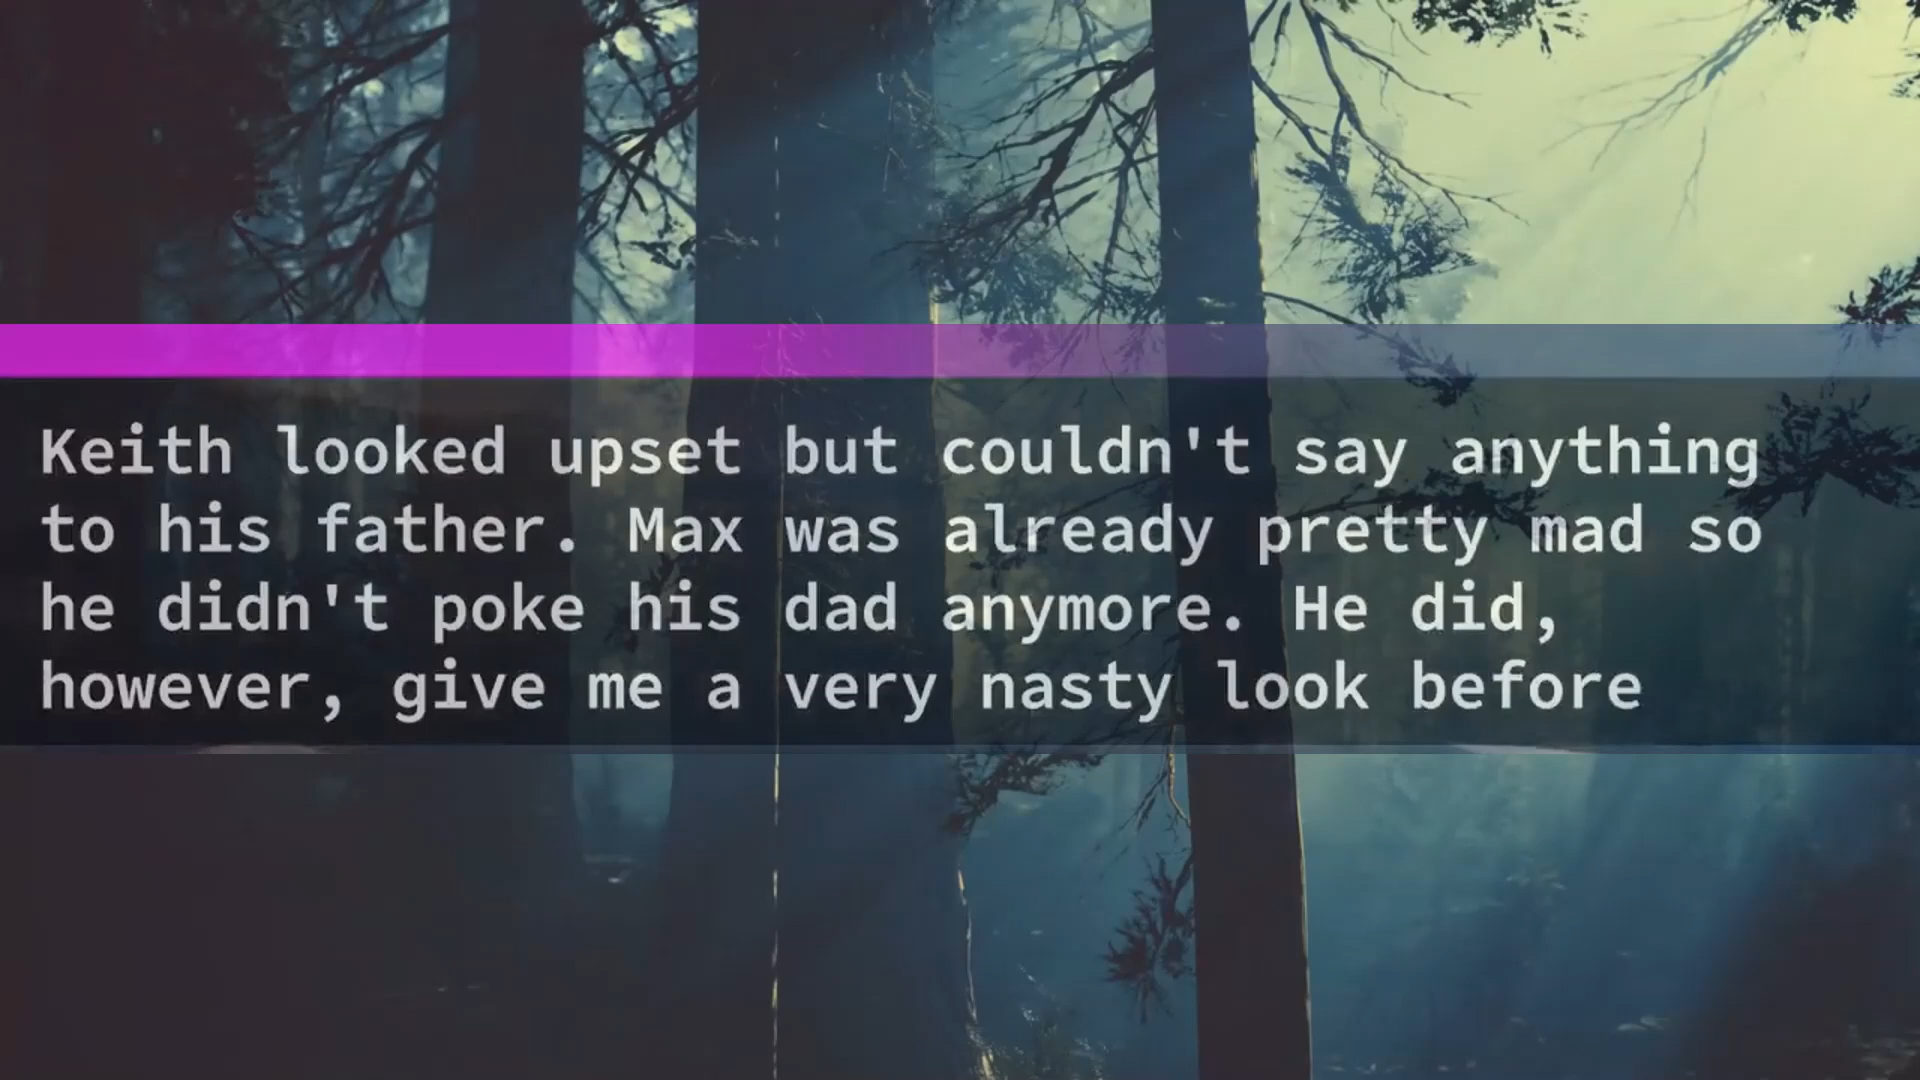 Keith looked upset but couldn't say anything
to his father. Max was already pretty mad so
he didn't poke his dad anymore. He did,
however, give me a very nasty look before